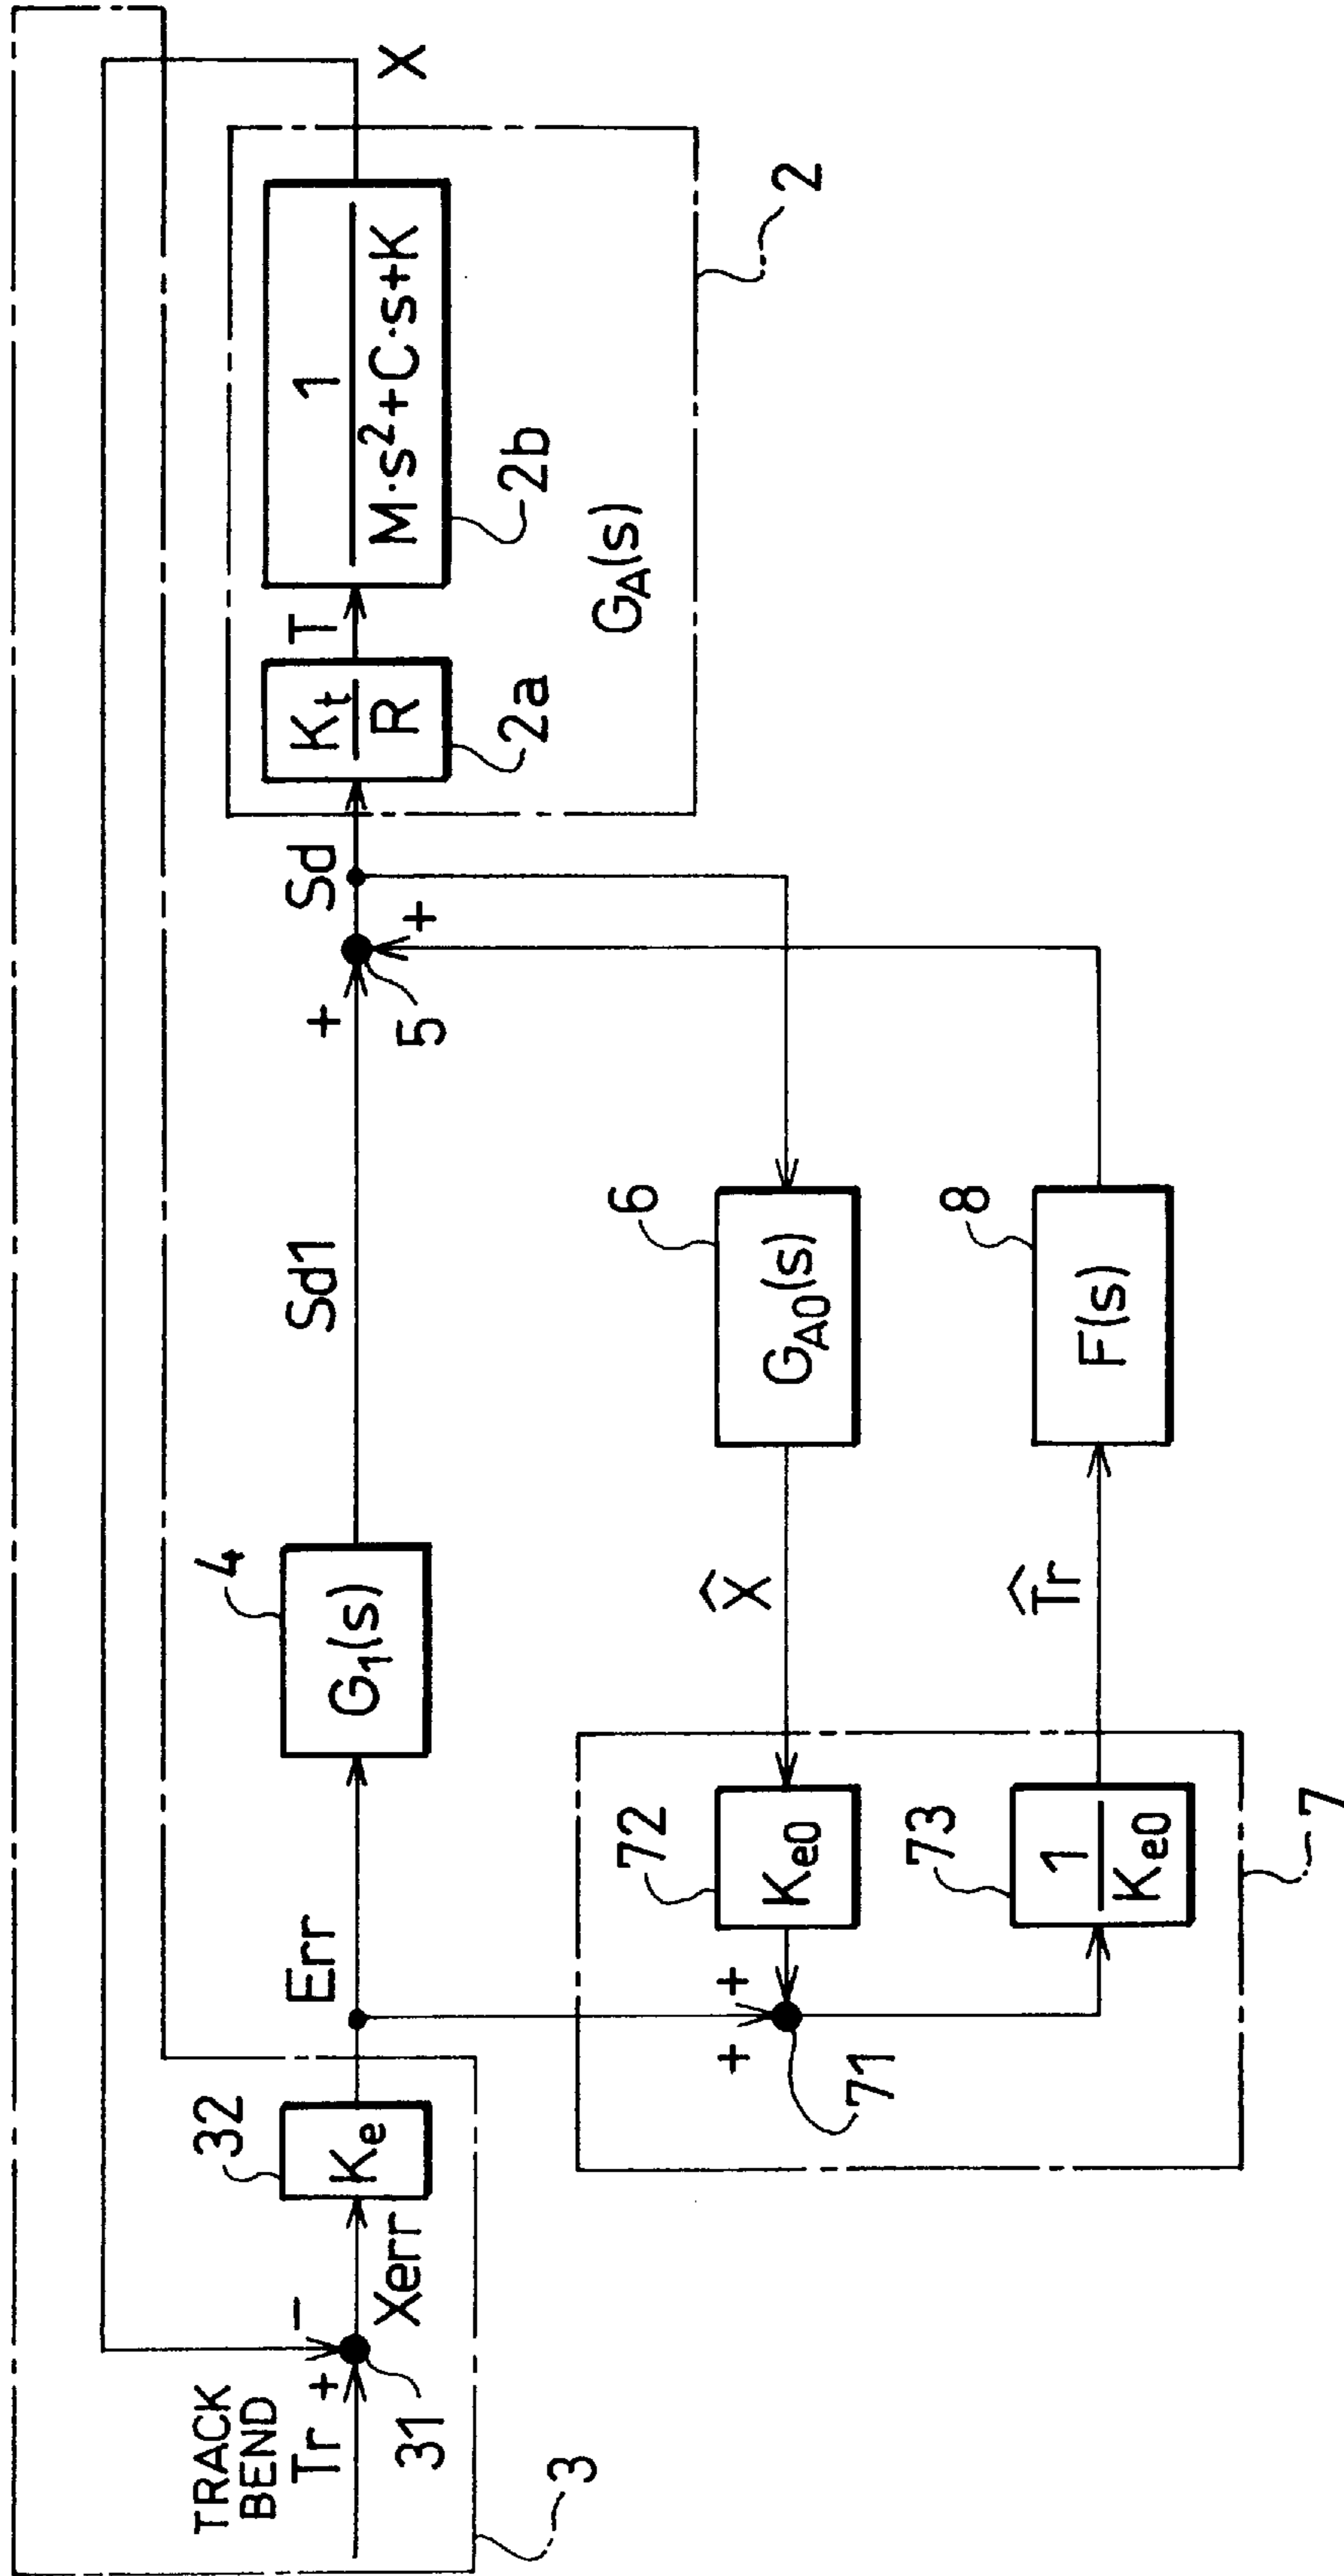 TRACK
BEND
Tr
+
−
31
Xerr
32
Ke
3
Err
4
G1(s)
Sd1
+
+
5
Sd
Kt
R
2a
T
1
M·s²+C·s+K
2b
GA(s)
2
X
+
+
71
72
Ke0
X̂
6
GA0(s)
73
1
Ke0
7
T̂r
8
F(s)